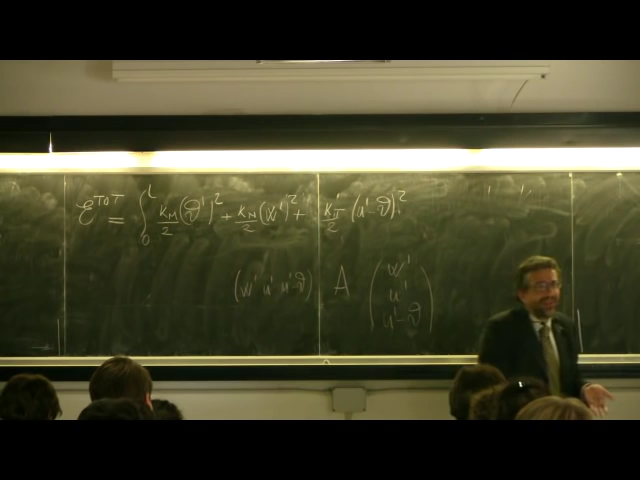 ℰ^TOT = ∫₀^L K_M/2 (ϑ')² + K_N/2 (w')² + K_T/2 (u'-ϑ)²
(w' u' u'-ϑ) A (w'
u'
u'-ϑ)